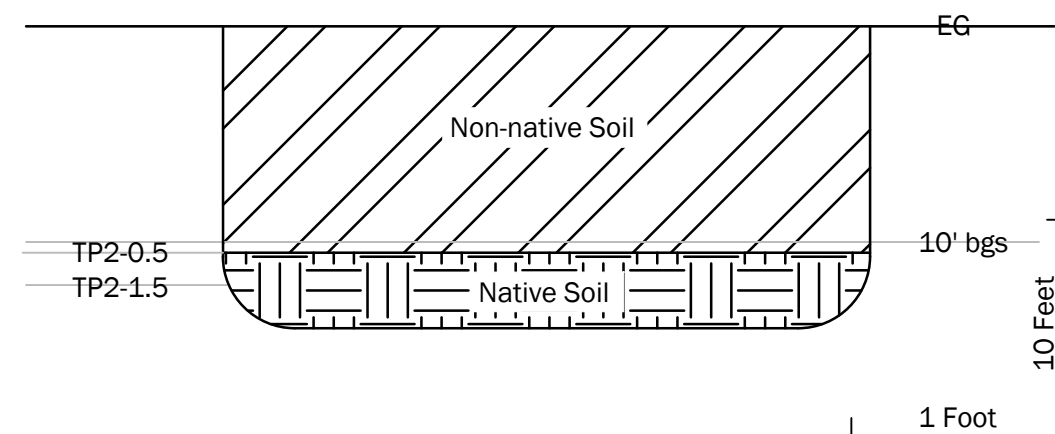 EG
Non-native Soil
10' bgs
TP2-0.5
TP2-1.5
Native Soil
10 Feet
1 Foot